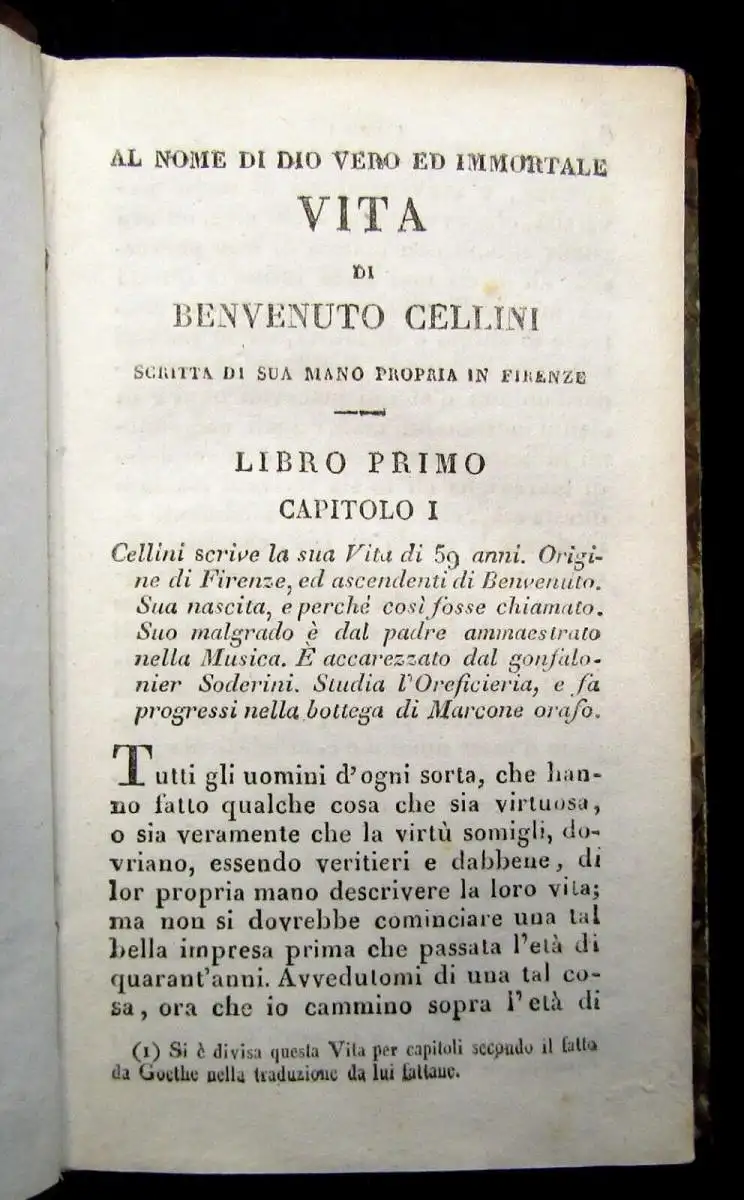 AL NOME DI DIO VERO ED IMMORTALE
VITA
DI
BENVENUTO CELLINI
SCRITTA DI SUA MANO PROPRIA IN FIRENZE
LIBRO PRIMO
CAPITOLO I
Cellini scrive la sua Vita di 59 anni. Origi-
ne di Firenze, ed ascendenti di Benvenuto.
Sua nascita, e perchè così fosse chiamato.
Suo malgrado è dal padre ammaestrato
nella Musica. È accarezzato dal gonfalo-
nier Soderini. Studia l'Oreficieria, e fa
progressi nella bottega di Marcone orafo.
Tutti gli uomini d'ogni sorta, che han-
no fatto qualche cosa che sia virtuosa,
o sia veramente che la virtù somigli, do-
vriano, essendo veritieri e dabbene, di
lor propria mano descrivere la loro vita;
ma non si dovrebbe cominciare una tal
bella impresa prima che passata l'età di
quarant'anni. Avvedutomi di una tal co-
sa, ora che io cammino sopra l'età di
(1) Si è divisa questa Vita per capitoli secondo il fatto
da Goethe nella traduzione da lui fattane.